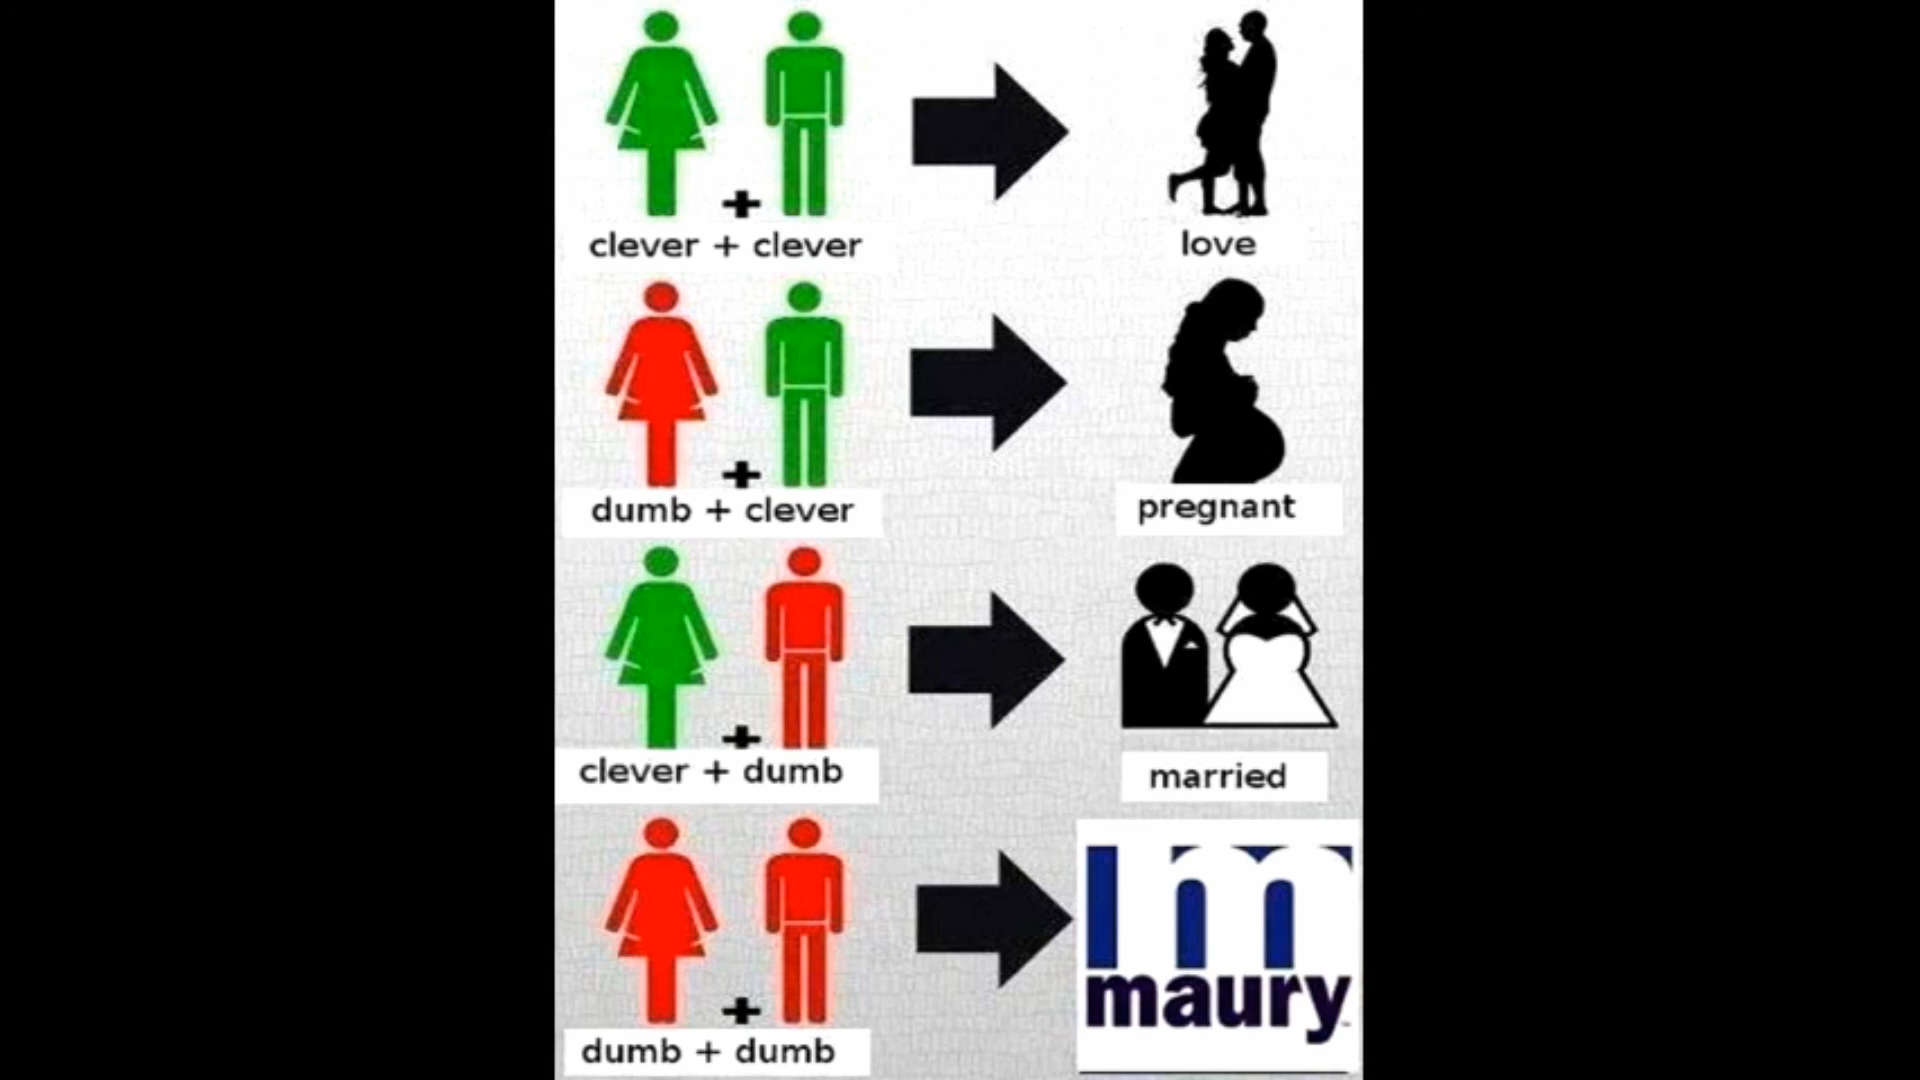 clever + clever
love
dumb + clever
pregnant
clever + dumb
married
m
maury
dumb + dumb